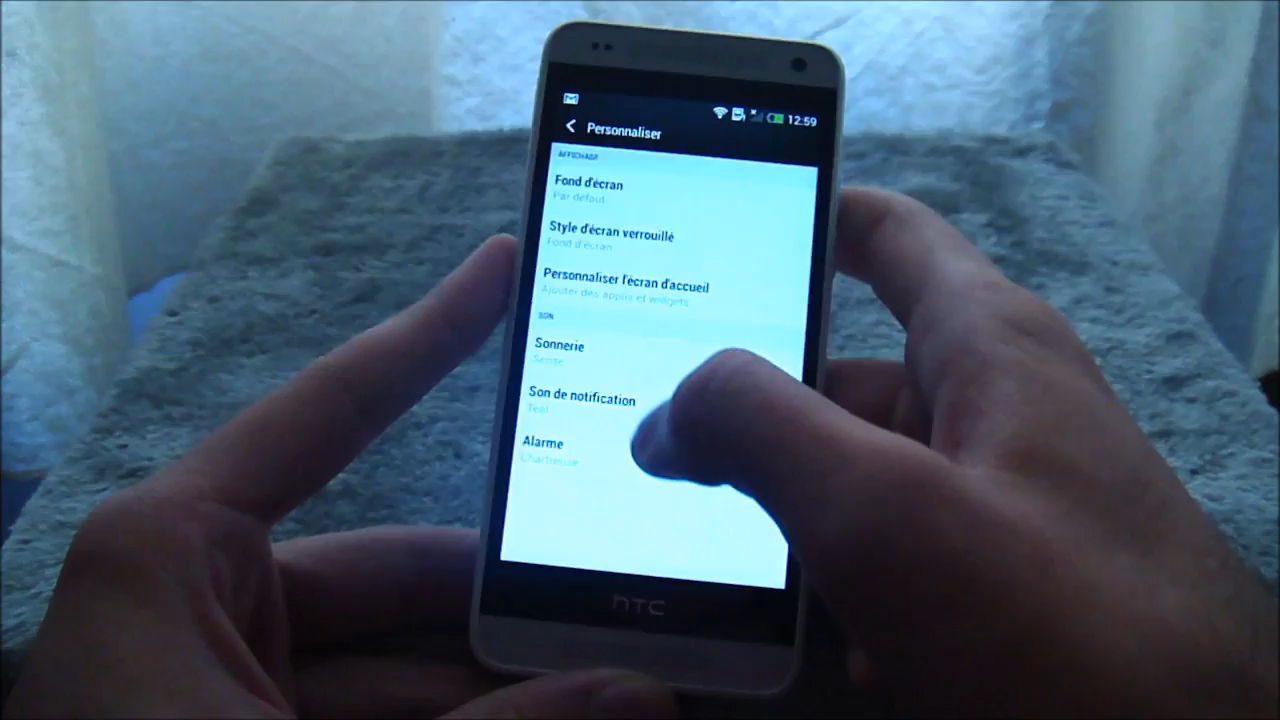 12:59
Personnaliser
AFFICHAGE
Fond d'écran
Par défaut
Style d'écran verrouillé
Fond d'écran
Personnaliser l'écran d'accueil
Ajouter des applis et widgets
SON
Sonnerie
Sense
Son de notification
Teal
Alarme
Chartreuse
hTC